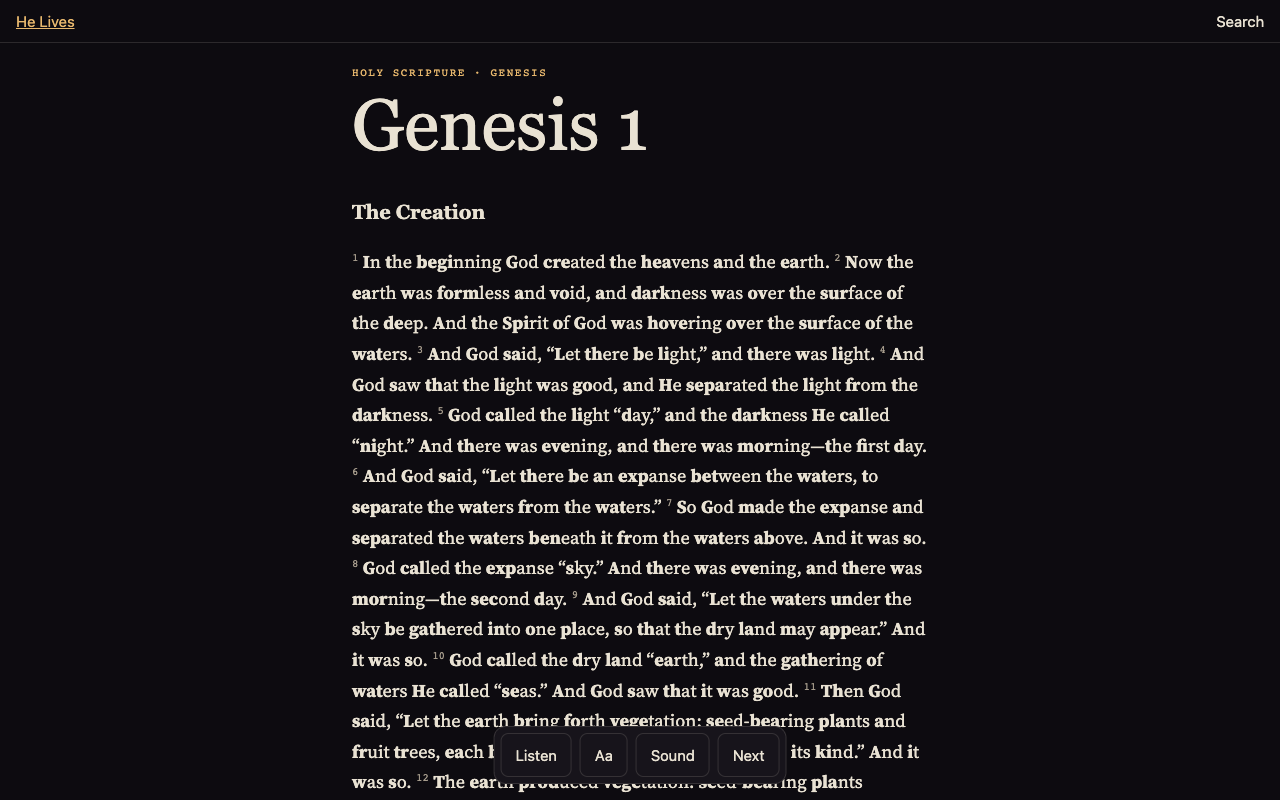 He Lives
Search
HOLY SCRIPTURE · GENESIS
Genesis 1
The Creation
1 In the beginning God created the heavens and the earth. 2 Now the
earth was formless and void, and darkness was over the surface of
the deep. And the Spirit of God was hovering over the surface of the
waters. 3 And God said, “Let there be light,” and there was light. 4 And
God saw that the light was good, and He separated the light from the
darkness. 5 God called the light “day,” and the darkness He called
“night.” And there was evening, and there was morning—the first day.
6 And God said, “Let there be an expanse between the waters, to
separate the waters from the waters.” 7 So God made the expanse and
separated the waters beneath it from the waters above. And it was so.
8 God called the expanse “sky.” And there was evening, and there was
morning—the second day. 9 And God said, “Let the waters under the
sky be gathered into one place, so that the dry land may appear.” And
it was so. 10 God called the dry land “earth,” and the gathering of
waters He called “seas.” And God saw that it was good. 11 Then God
said, “Let the earth bring forth vegetation: seed-bearing plants and
fruit trees, each its kind.” And it
was so. 12 The earth produced vegetation: seed-bearing plants
Listen
Aa
Sound
Next